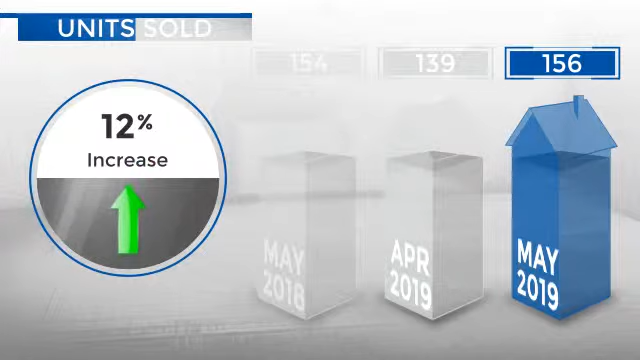 UNITS SOLD
154
139
156
12%
Increase
MAY
2018
APR
2019
MAY
2019